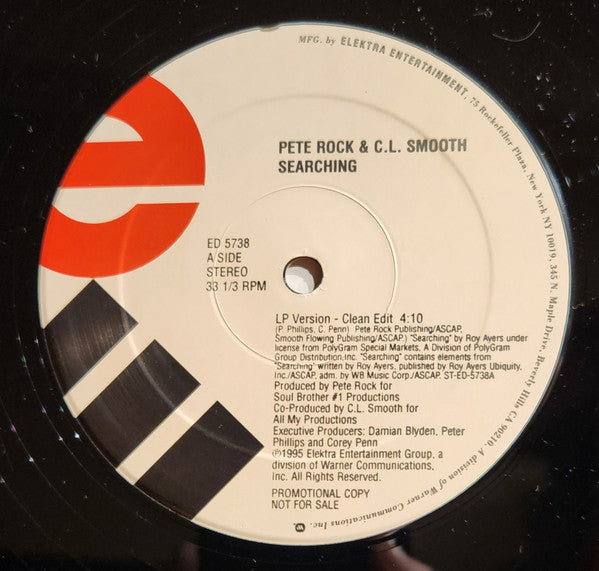 MFG. by ELEKTRA ENTERTAINMENT, 75 Rockefeller Plaza, New York NY 10019, 345 N. Maple Drive, Beverly Hills CA 90210. A division of Warner Communications Inc.
PETE ROCK & C.L. SMOOTH
SEARCHING
ED 5738
A SIDE
STEREO
33 1/3 RPM
LP Version - Clean Edit 4:10
(P. Phillips, C. Penn) Pete Rock Publishing/ASCAP,
Smooth Flowing Publishing/ASCAP.) "Searching" by Roy Ayers under
license from PolyGram Special Markets, A Division of PolyGram
Group Distribution,Inc. "Searching" contains elements from
"Searching" written by Roy Ayers, published by Roy Ayers Ubiquity,
Inc./ASCAP, adm. by WB Music Corp./ASCAP. ST-ED-5738A
Produced by Pete Rock for
Soul Brother #1 Productions
Co-Produced by C.L. Smooth for
All My Productions
Executive Producers: Damian Blyden, Peter
Phillips and Corey Penn
℗1995 Elektra Entertainment Group, a
division of Warner Communications,
Inc. All Rights Reserved.
PROMOTIONAL COPY
NOT FOR SALE